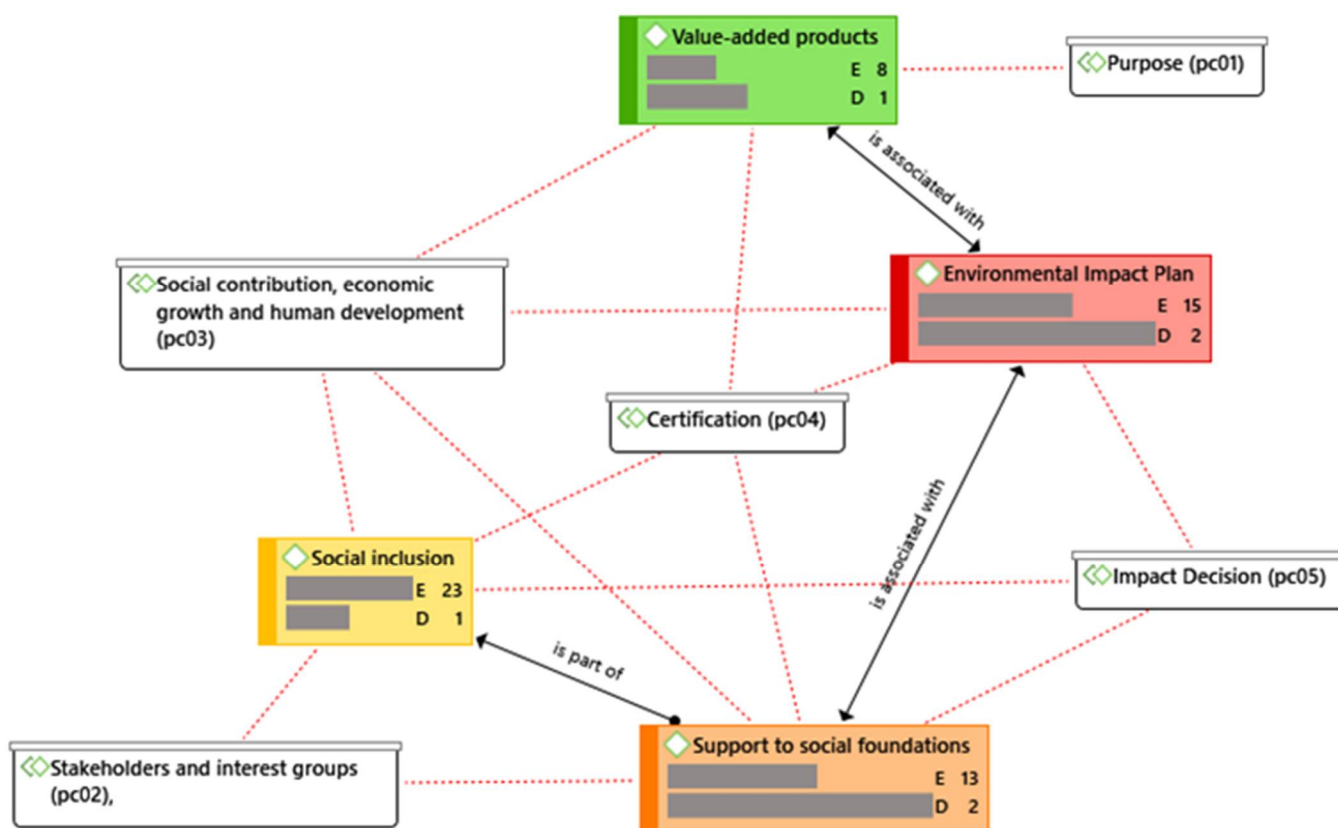 Value-added products
E 8
D 1
Purpose (pc01)
is associated with
Environmental Impact Plan
E 15
D 2
Social contribution, economic
growth and human development
(pc03)
Certification (pc04)
is associated with
Social inclusion
E 23
D 1
Impact Decision (pc05)
is part of
Support to social foundations
E 13
D 2
Stakeholders and interest groups
(pc02),